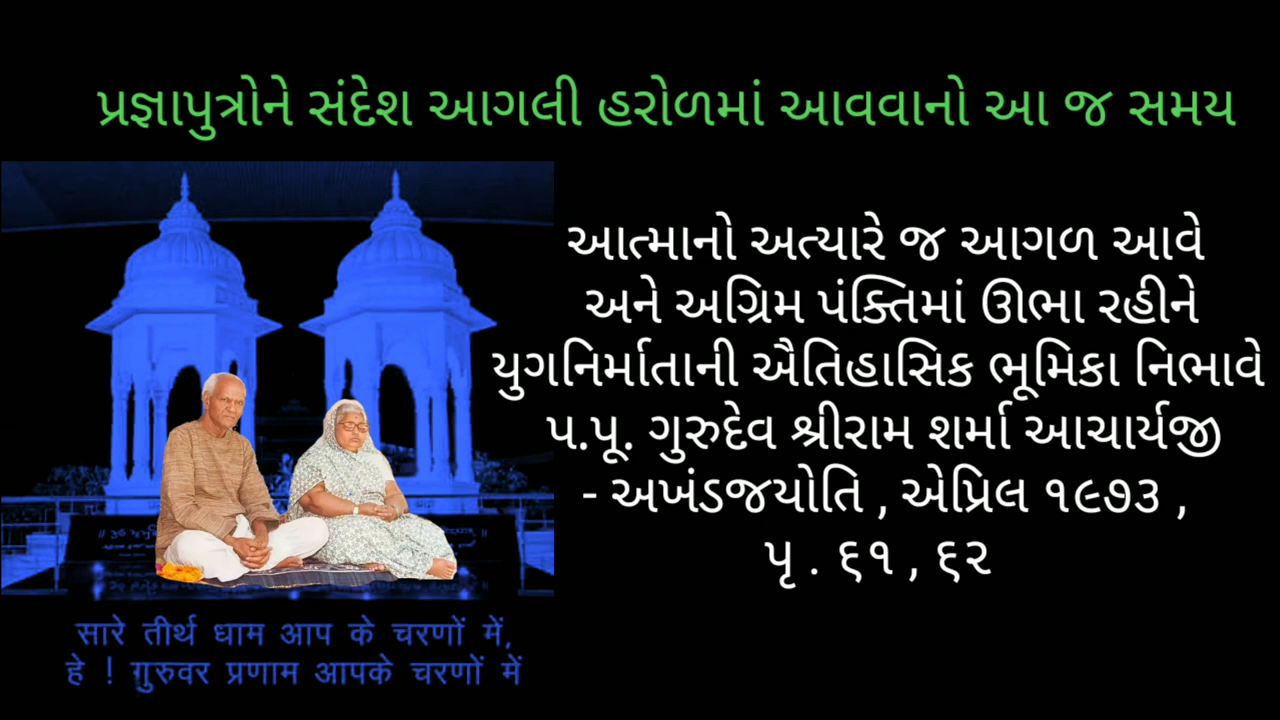 પ્રજ્ઞાપુત્રોને સંદેશ આગલી હરોળમાં આવવાનો આ જ સમય
આત્માનો અત્યારે જ આગળ આવે
અને અગ્રિમ પંક્તિમાં ઊભા રહીને
યુગનિર્માતાની ઐતિહાસિક ભૂમિકા નિભાવે
પ.પૂ. ગુરુદેવ શ્રીરામ શર્મા આચાર્યજી
- અખંડજયોતિ , એપ્રિલ ૧૯૭૩ ,
પૃ . ૬૧ , ૬૨
सारे तीर्थ धाम आप के चरणों में,
हे ! गुरुवर प्रणाम आपके चरणों में